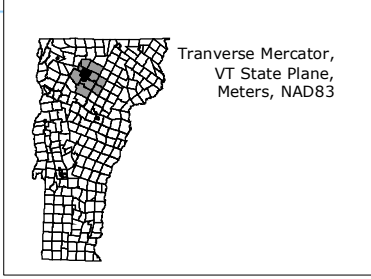 Tranverse Mercator,
VT State Plane,
Meters, NAD83